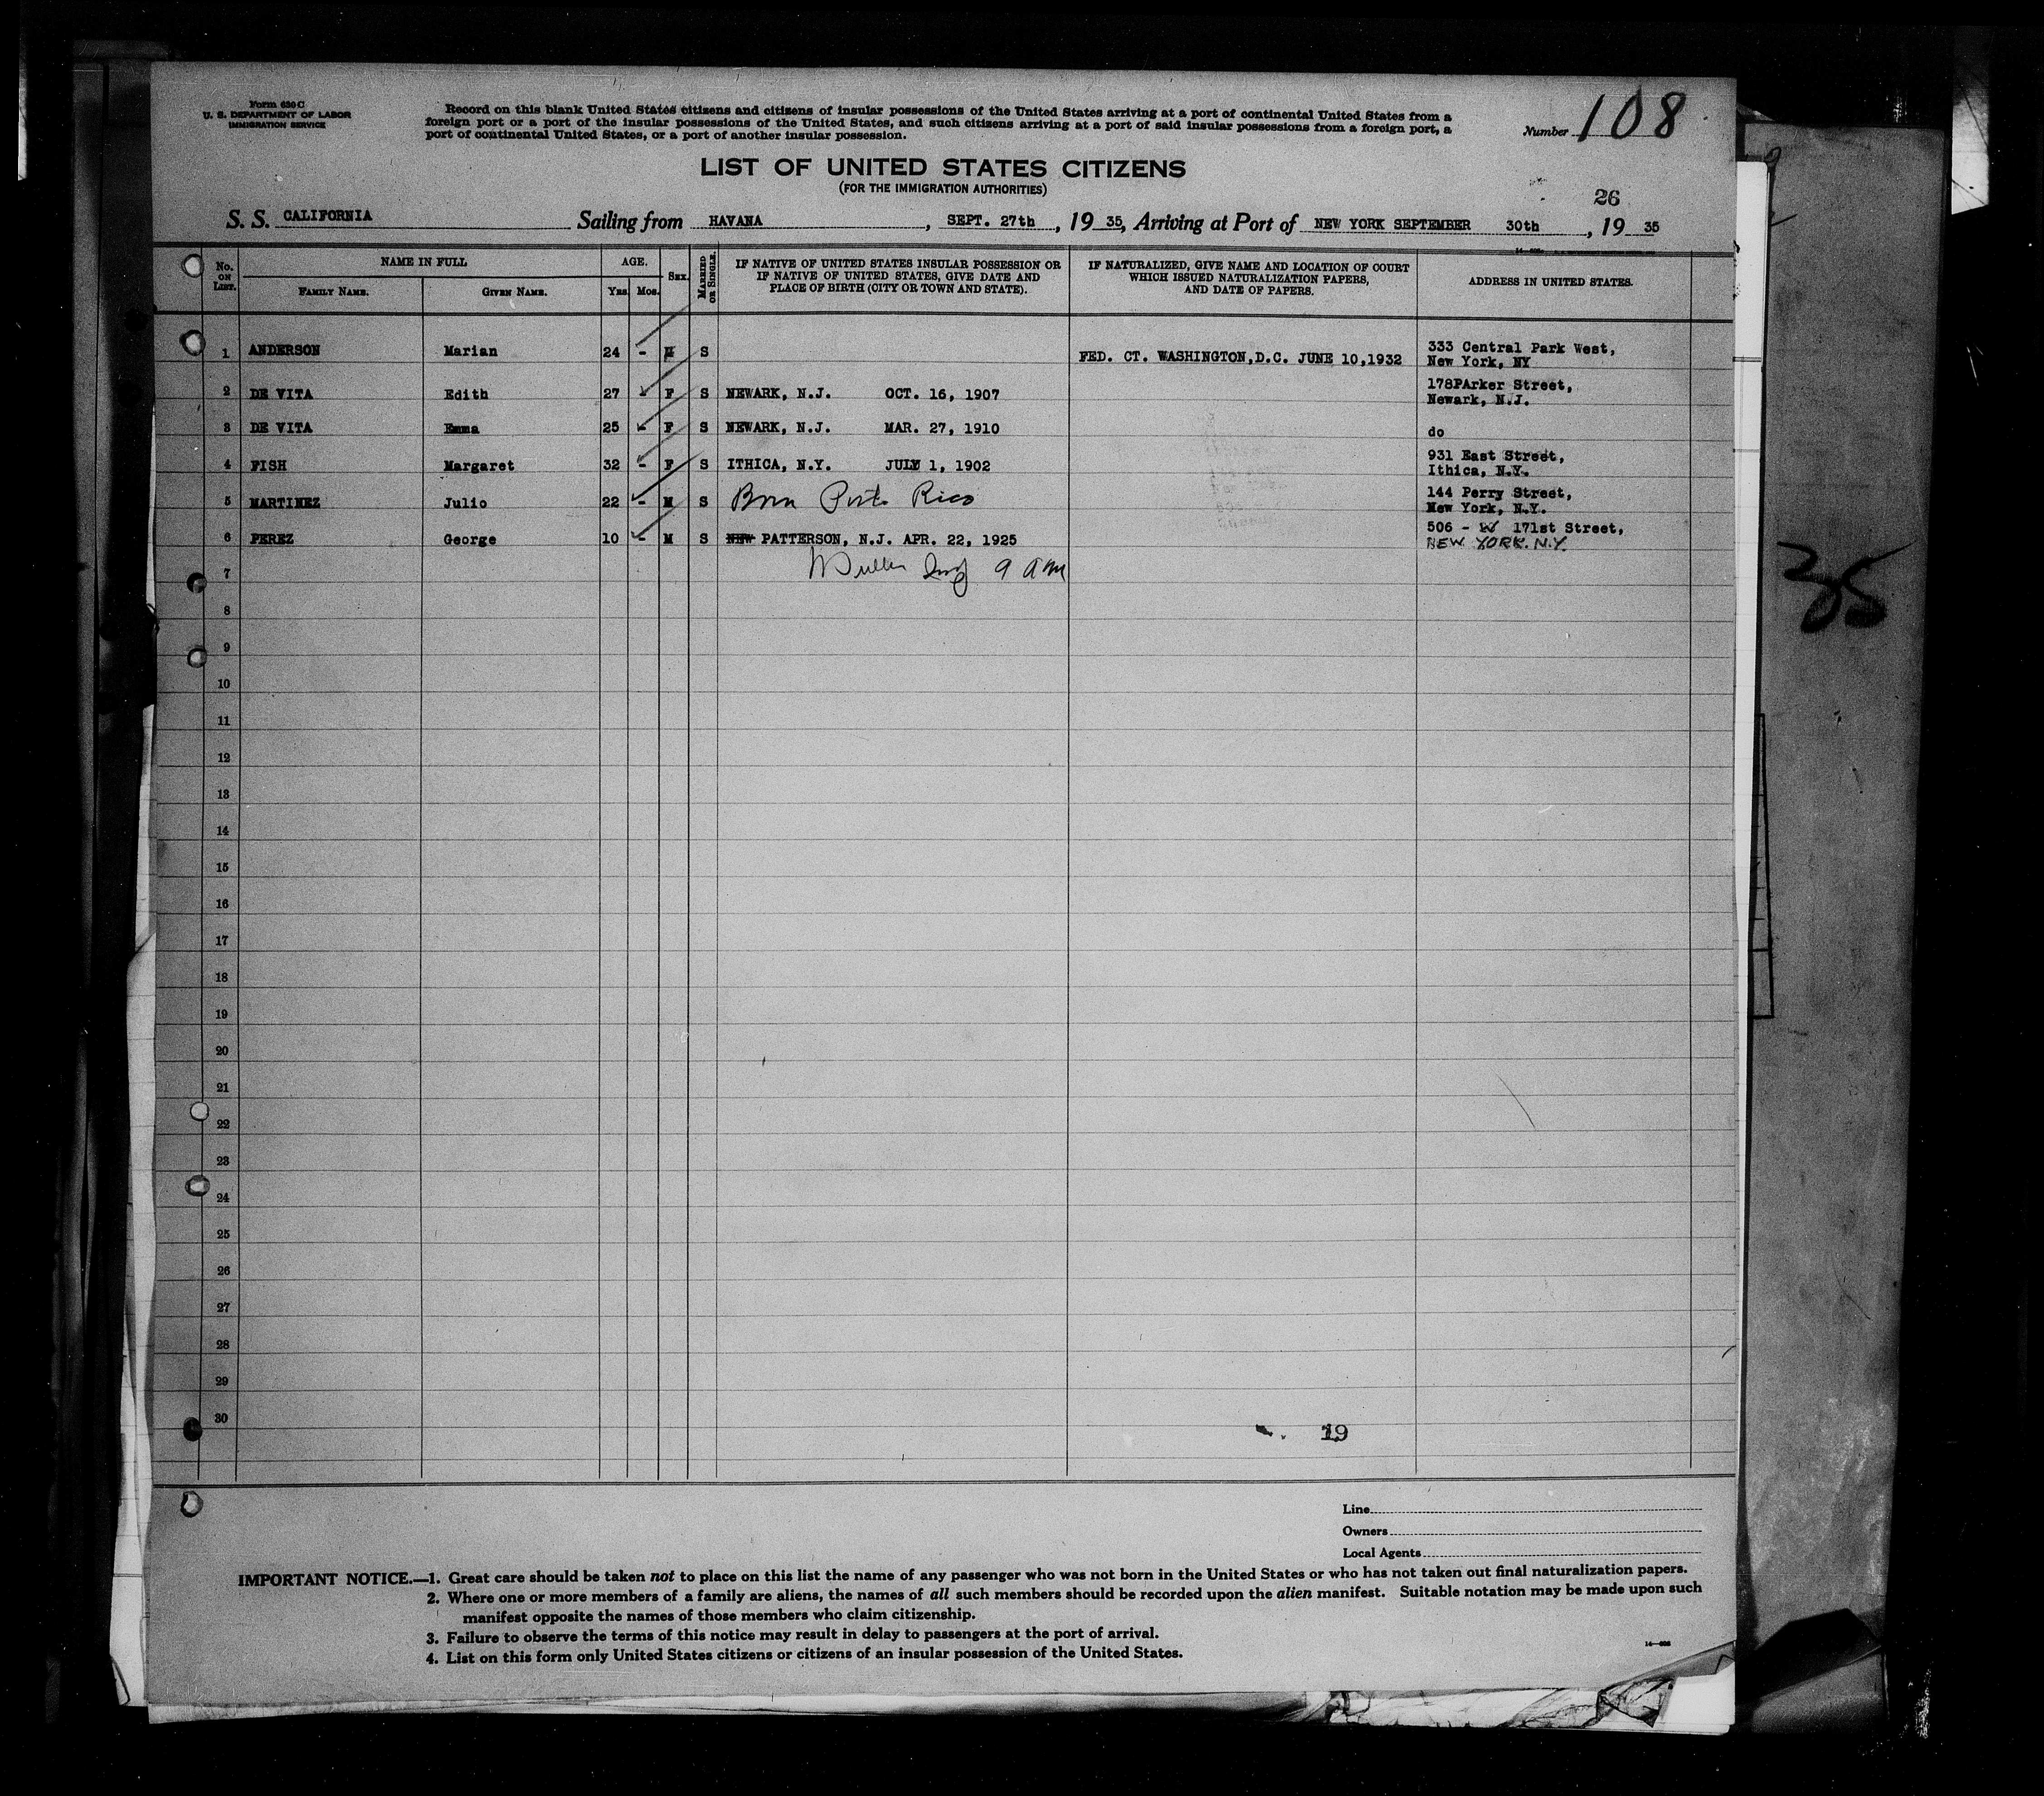 Form 630 C
U. S. DEPARTMENT OF LABOR
IMMIGRATION SERVICE
Record on this blank United States citizens and citizens of insular possessions of the United States arriving at a port of continental United States from a
foreign port or a port of the insular possessions of the United States, and such citizens arriving at a port of said insular possessions from a foreign port, a
port of continental United States, or a port of another insular possession.
Number 108
LIST OF UNITED STATES CITIZENS
(FOR THE IMMIGRATION AUTHORITIES)
26
S. S. CALIFORNIA Sailing from HAVANA, SEPT. 27th, 19 35, Arriving at Port of NEW YORK SEPTEMBER 30th, 19 35
No. ON LIST. NAME IN FULL FAMILY NAME. GIVEN NAME. AGE. Yrs. Mos. SEX. MARRIED OR SINGLE. IF NATIVE OF UNITED STATES INSULAR POSSESSION OR IF NATIVE OF UNITED STATES, GIVE DATE AND PLACE OF BIRTH (CITY OR TOWN AND STATE). IF NATURALIZED, GIVE NAME AND LOCATION OF COURT WHICH ISSUED NATURALIZATION PAPERS, AND DATE OF PAPERS. ADDRESS IN UNITED STATES.
1 ANDERSON Marian 24 - S FED. CT. WASHINGTON,D.C. JUNE 10,1932 333 Central Park West,
New York, NY
2 DE VITA Edith 27 - F S NEWARK, N.J. OCT. 16, 1907 178PArker Street,
Newark, N.J.
3 DE VITA Emma 25 - F S NEWARK, N.J. MAR. 27, 1910 do
4 FISH Margaret 32 - F S ITHICA, N.Y. JULY 1, 1902 931 East Street,
Ithica, N.Y.
5 MARTINEZ Julio 22 - M S Born Porto Rico 144 Perry Street,
New York, N.Y.
6 PEREZ George 10 - M S NEW PATTERSON, N.J. APR. 22, 1925 506 - W 171st Street,
NEW YORK. N.Y.
7 9 AM
8
9
10
11
12
13
14
15
16
17
18
19
20
21
22
23
24
25
26
27
28
29
30
19
Line
Owners
Local Agents
IMPORTANT NOTICE.—1. Great care should be taken not to place on this list the name of any passenger who was not born in the United States or who has not taken out final naturalization papers.
2. Where one or more members of a family are aliens, the names of all such members should be recorded upon the alien manifest. Suitable notation may be made upon such
manifest opposite the names of those members who claim citizenship.
3. Failure to observe the terms of this notice may result in delay to passengers at the port of arrival.
4. List on this form only United States citizens or citizens of an insular possession of the United States.
35